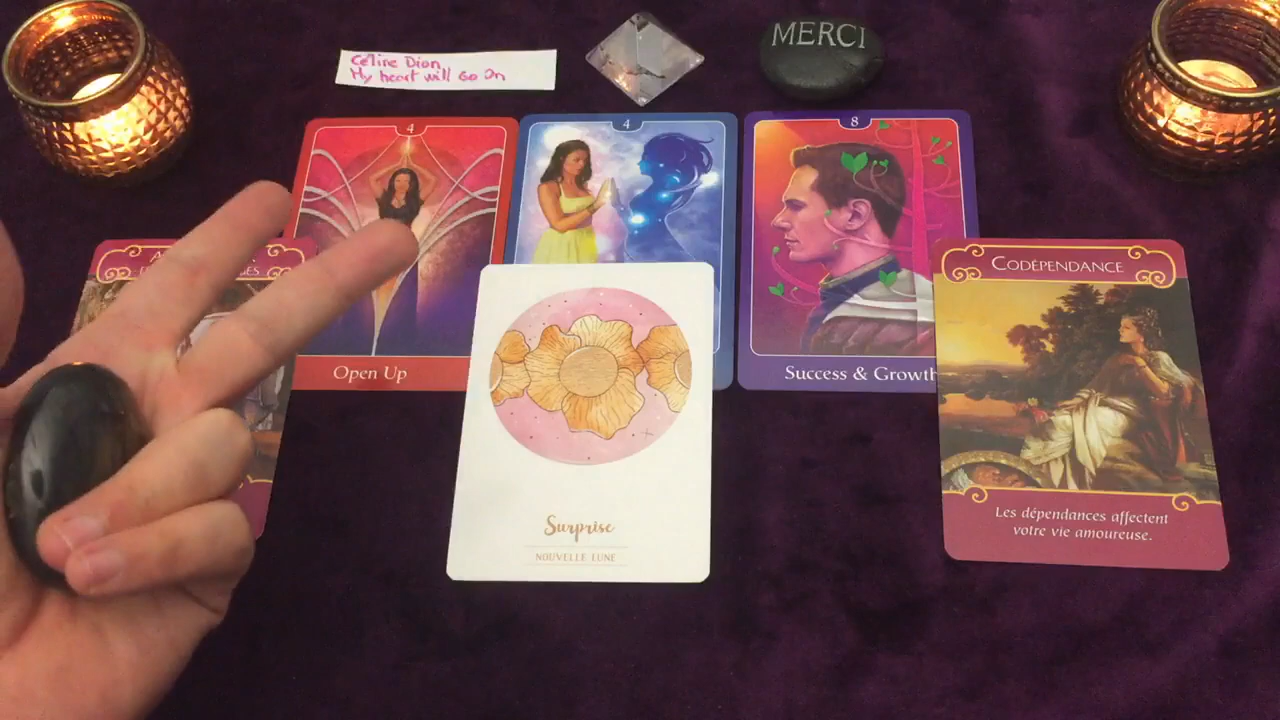 Céline Dion
My heart will Go On
MERCI
4
4
8
Open Up
Success & Growth
CODÉPENDANCE
Les dépendances affectent
votre vie amoureuse.
Surprise
NOUVELLE LUNE